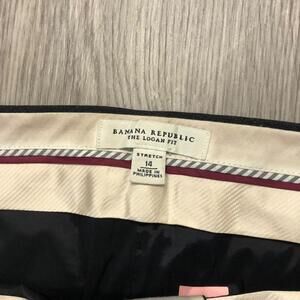 BANANA REPUBLIC
THE LOGAN FIT
STRETCH
14
MADE IN
PHILIPPINES